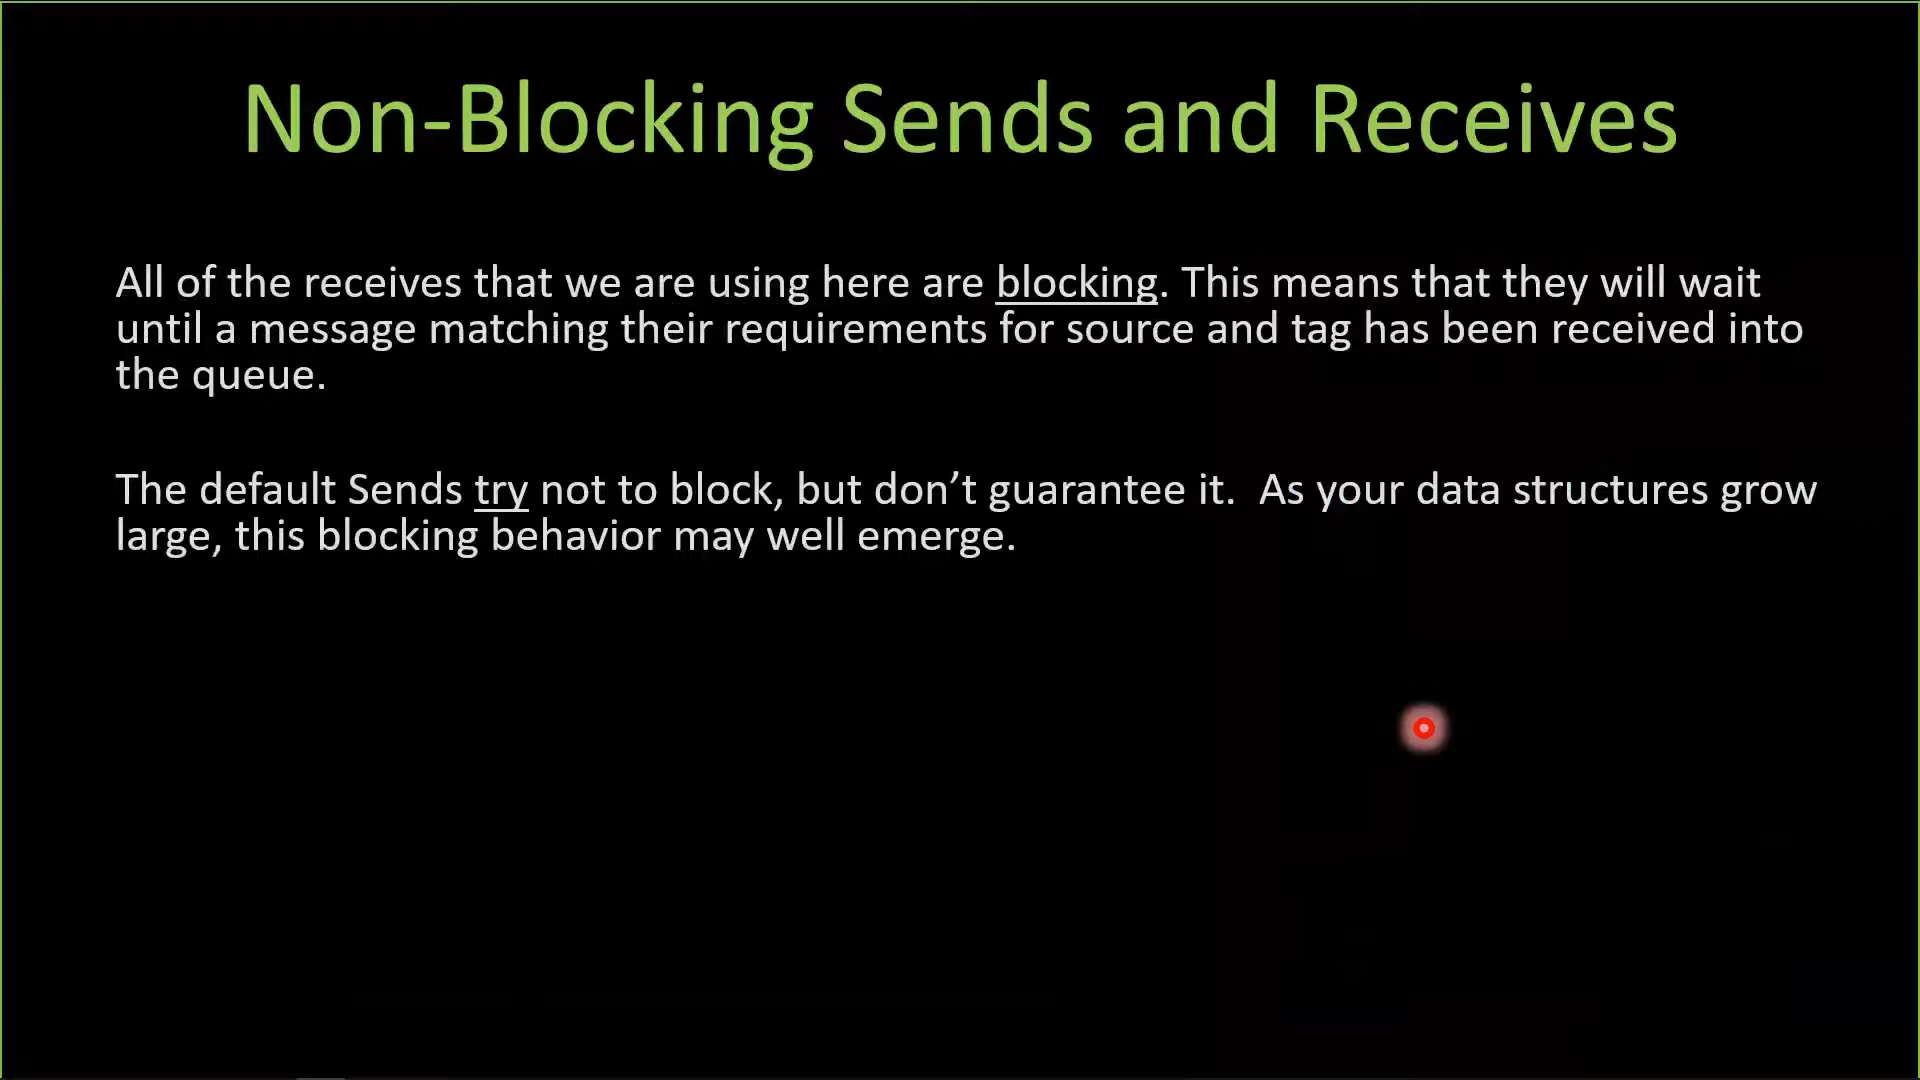 Non-Blocking Sends and Receives
All of the receives that we are using here are blocking. This means that they will wait
until a message matching their requirements for source and tag has been received into
the queue.
The default Sends try not to block, but don’t guarantee it.  As your data structures grow
large, this blocking behavior may well emerge.